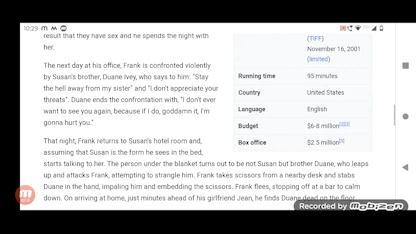 10:29
result that they have sex and he spends the night with
her.
The next day at his office, Frank is confronted violently
by Susan's brother, Duane Ivey, who says to him: "Stay
the hell away from my sister" and "I don't appreciate your
threats". Duane ends the confrontation with, "I don't ever
want to see you again, because if I do, goddamn it, I'm
gonna hurt you."
That night, Frank returns to Susan's hotel room and,
assuming that Susan is the form he sees in the bed,
starts talking to her. The person under the blanket turns out to be not Susan but brother Duane, who leaps
up and attacks Frank, attempting to strangle him. Frank takes scissors from a nearby desk and stabs
Duane in the hand, impaling him and embedding the scissors. Frank flees, stopping off at a bar to calm
down. On arriving at home, just minutes ahead of his girlfriend Jean, he finds Duane dead on the floor
(TIFF)
November 16, 2001
(limited)
Running time 95 minutes
Country United States
Language English
Budget $6-8 million
Box office $2.5 million
Recorded by Mobizen